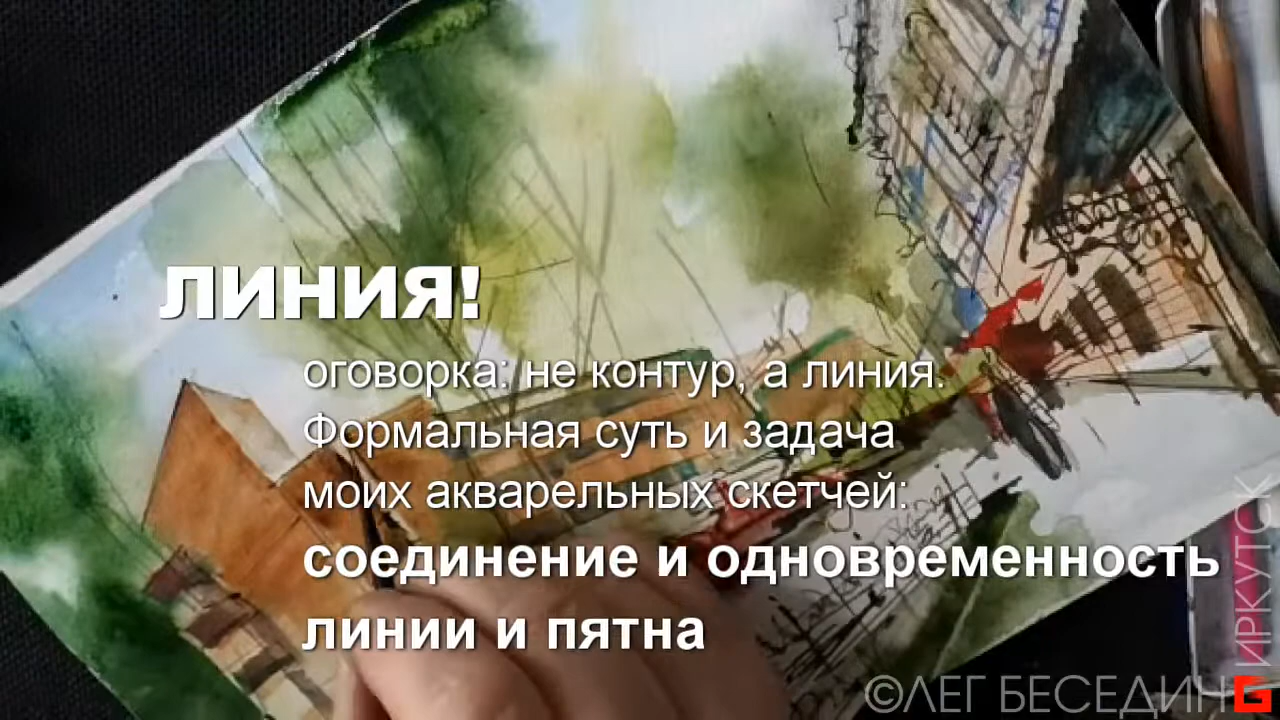 ЛИНИЯ!
оговорка: не контур, а линия.
Формальная суть и задача
моих акварельных скетчей:
соединение и одновременность
линии и пятна
©ЛЕГ БЕСЕДИН G
ИРКУТСК